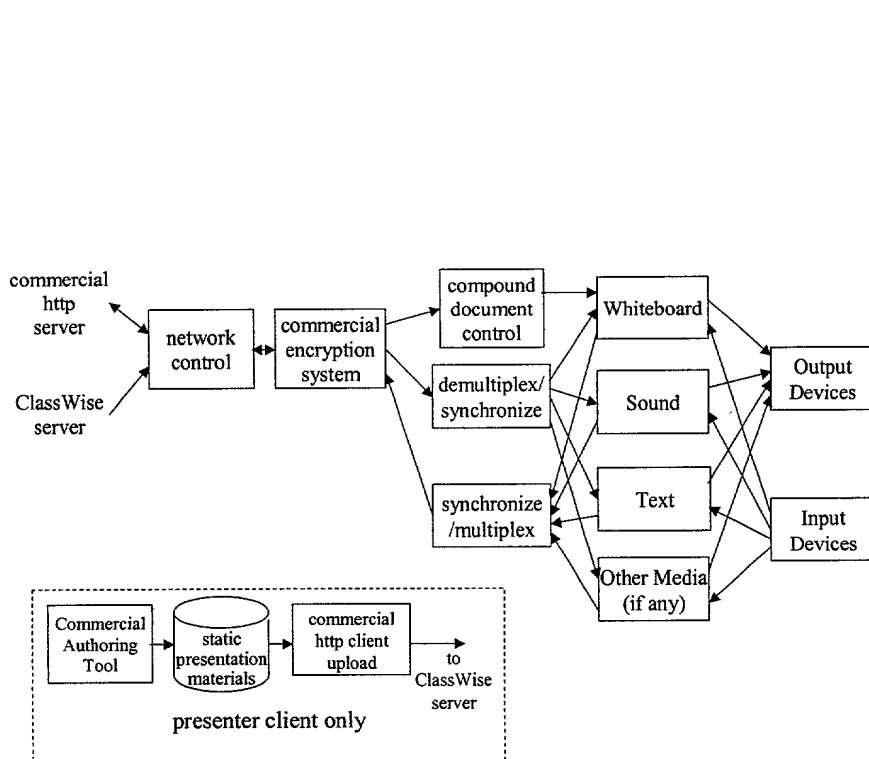 commercial
http
server
ClassWise
server
network
control
commercial
encryption
system
compound
document
control
demultiplex/
synchronize
synchronize
/multiplex
Whiteboard
Sound
Text
Other Media
(if any)
Output
Devices
Input
Devices
Commercial
Authoring
Tool
static
presentation
materials
commercial
http client
upload
to
ClassWise
server
presenter client only